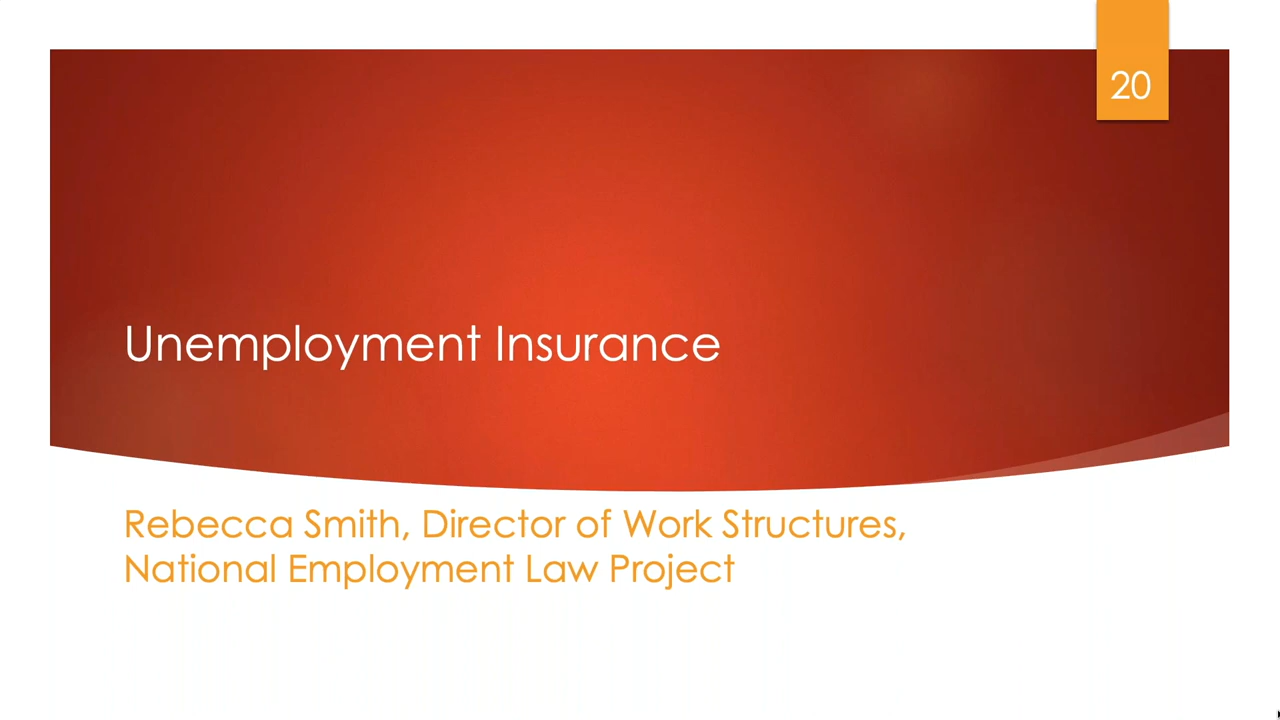 20
Unemployment Insurance
Rebecca Smith, Director of Work Structures,
National Employment Law Project